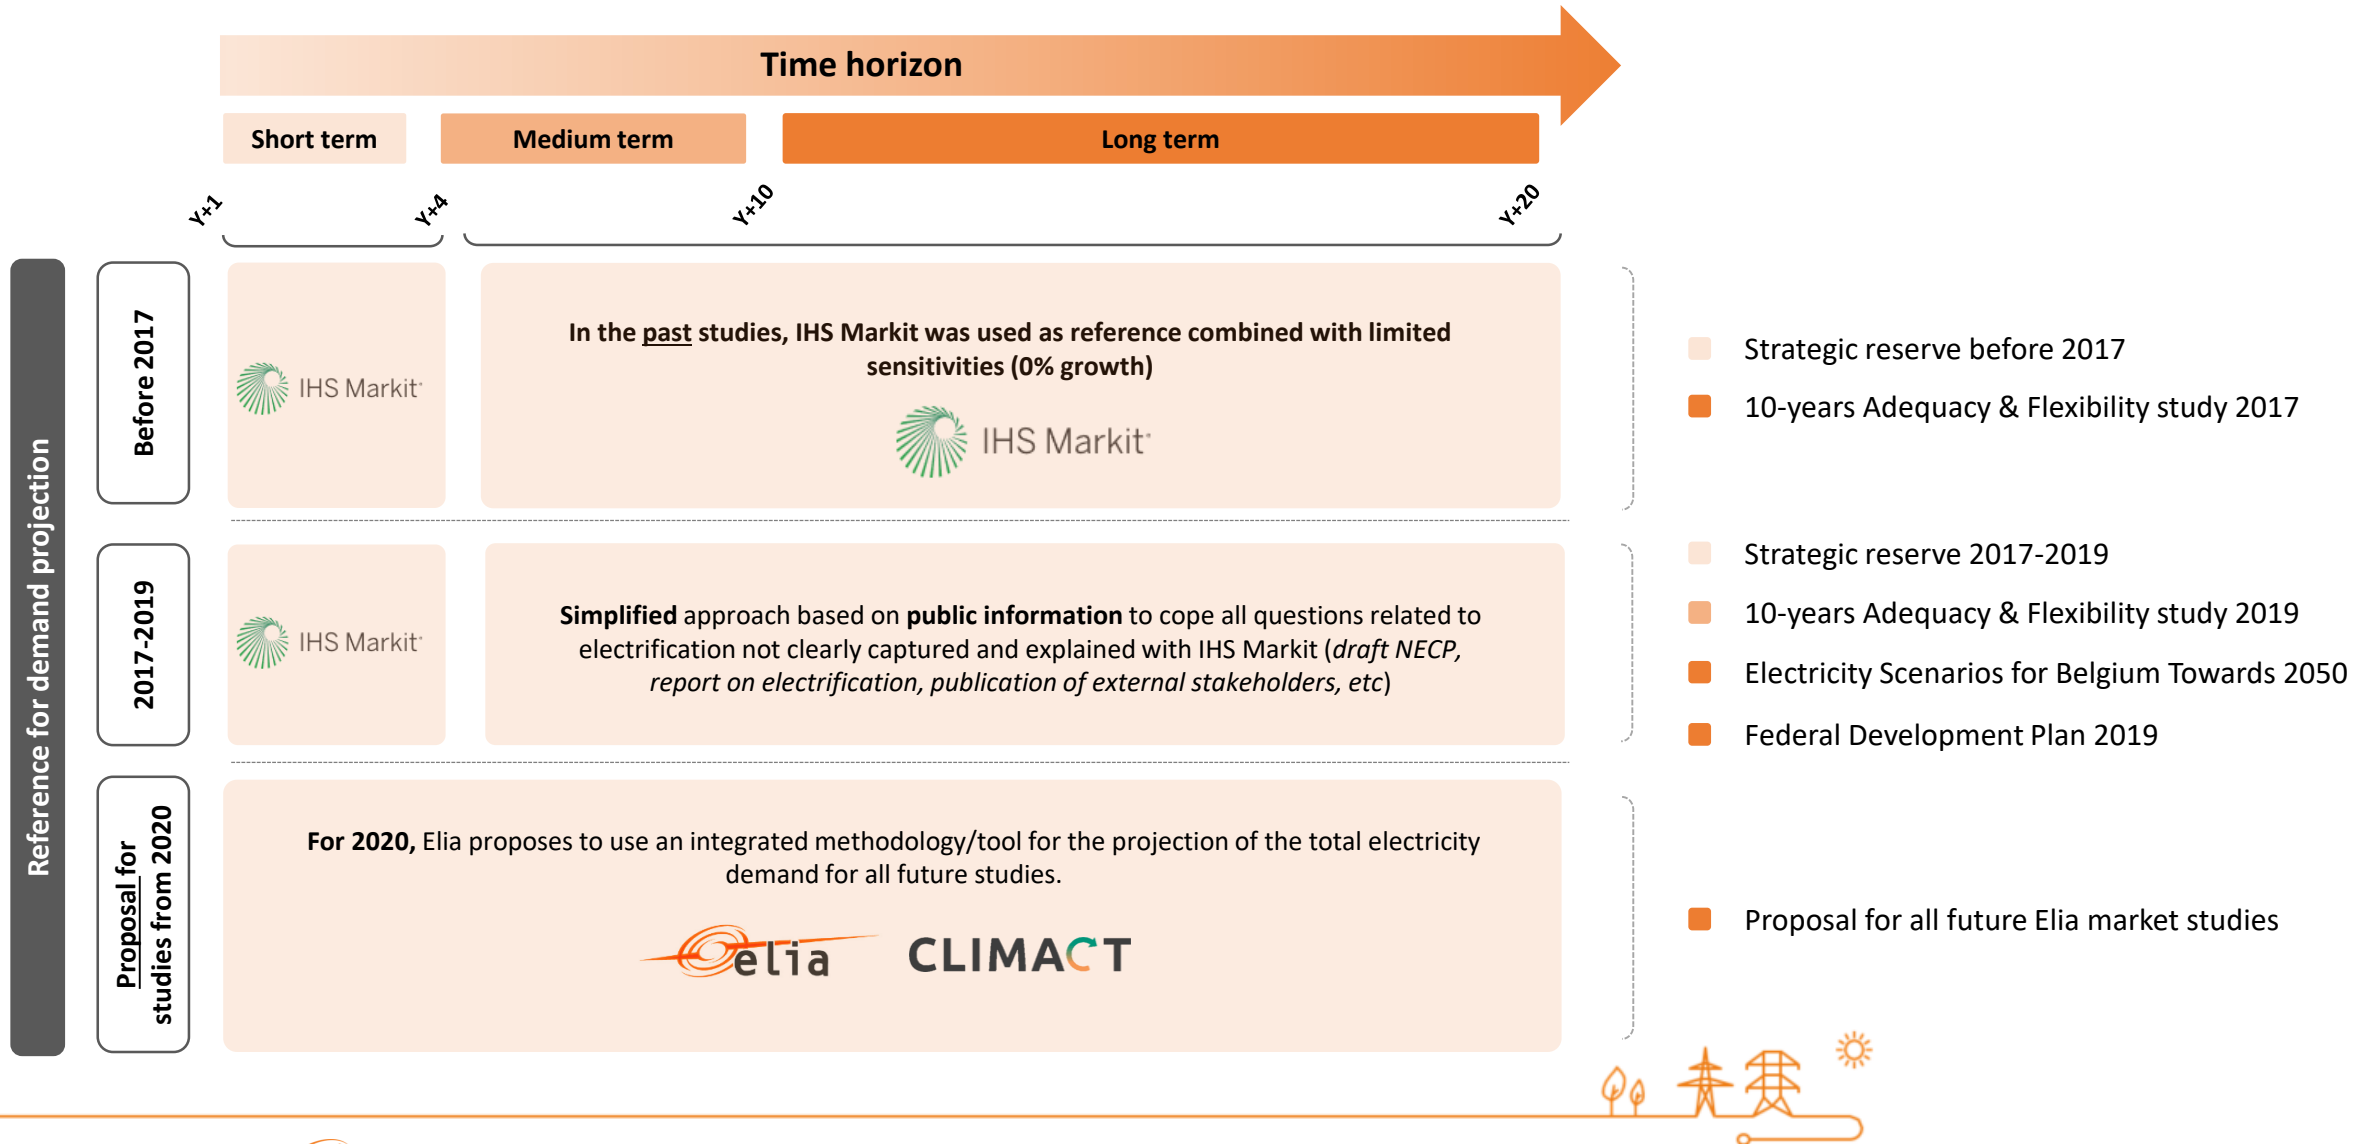 Time horizon
Short term
Medium term
Long term
Y+1
Y+4
Y+10
Y+20
Reference for demand projection
Before 2017
IHS Markit
In the past studies, IHS Markit was used as reference combined with limited
sensitivities (0% growth)
IHS Markit
Strategic reserve before 2017
10-years Adequacy & Flexibility study 2017
2017-2019
IHS Markit
Simplified approach based on public information to cope all questions related to
electrification not clearly captured and explained with IHS Markit (draft NECP,
report on electrification, publication of external stakeholders, etc)
Strategic reserve 2017-2019
10-years Adequacy & Flexibility study 2019
Electricity Scenarios for Belgium Towards 2050
Federal Development Plan 2019
Proposal for
studies from 2020
For 2020, Elia proposes to use an integrated methodology/tool for the projection of the total electricity
demand for all future studies.
elia
CLIMACT
Proposal for all future Elia market studies